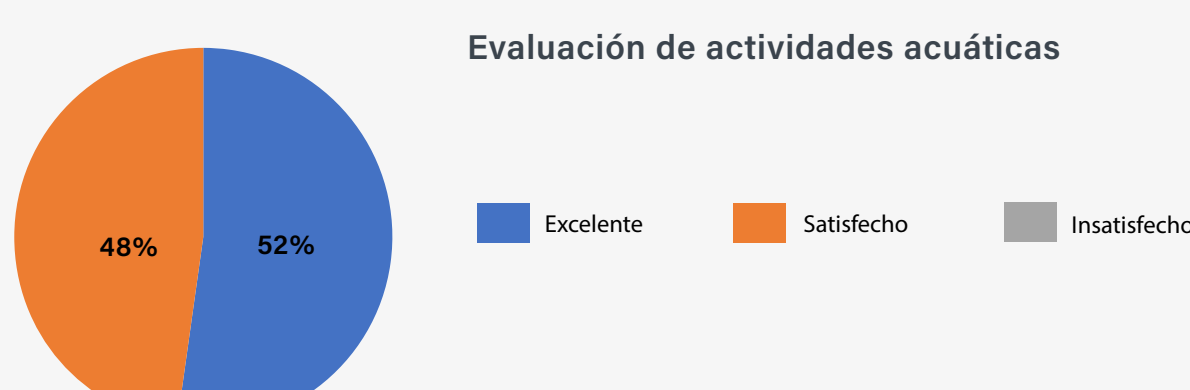 Evaluación de actividades acuáticas
Excelente
Satisfecho
Insatisfecho
48%
52%